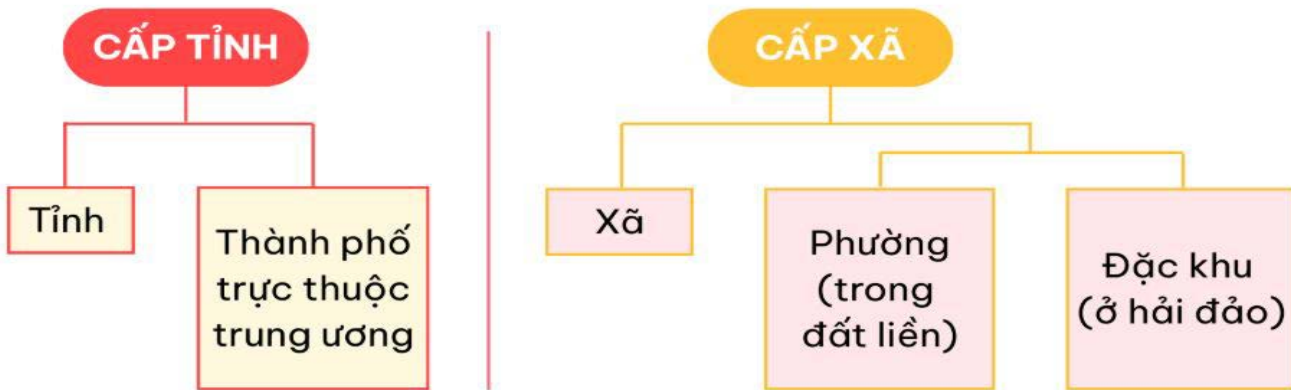 CẤP TỈNH
Tỉnh
Thành phố
trực thuộc
trung ương
CẤP XÃ
Xã
Phường
(trong
đất liền)
Đặc khu
(ở hải đảo)